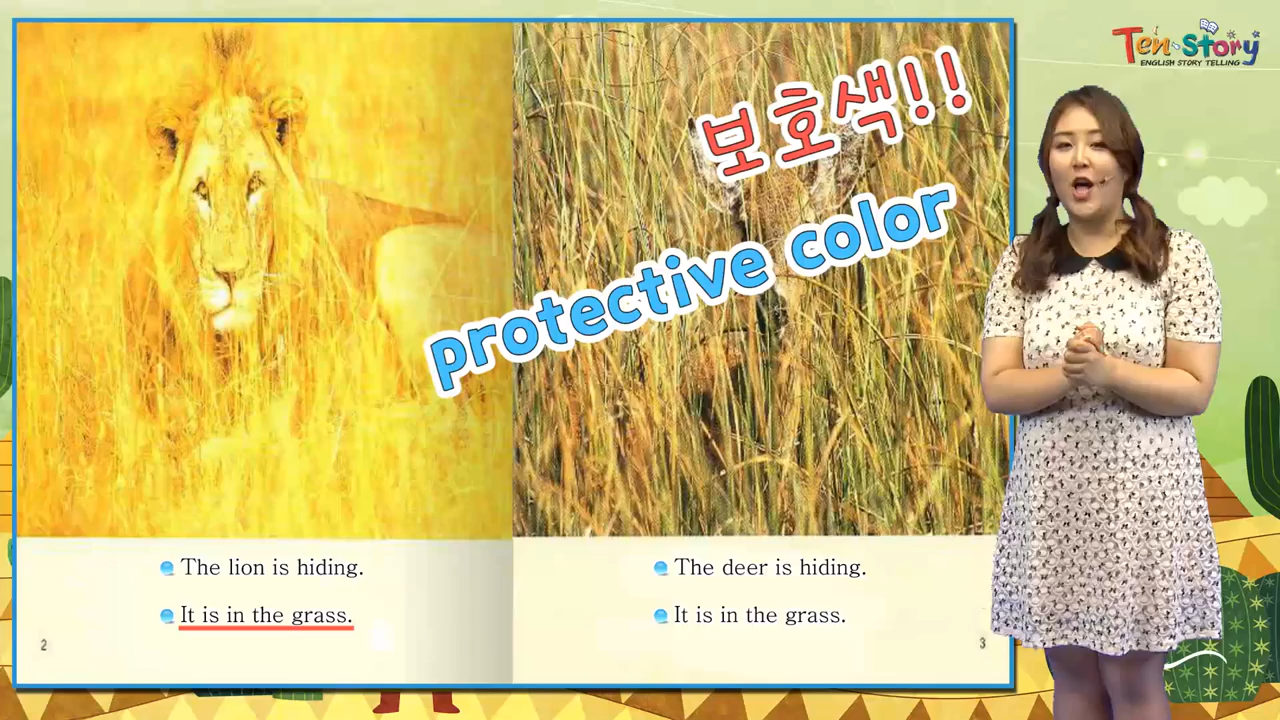 Ten Story
ENGLISH STORY TELLING
보호색!!
protective color
The lion is hiding.
It is in the grass.
2
The deer is hiding.
It is in the grass.
3